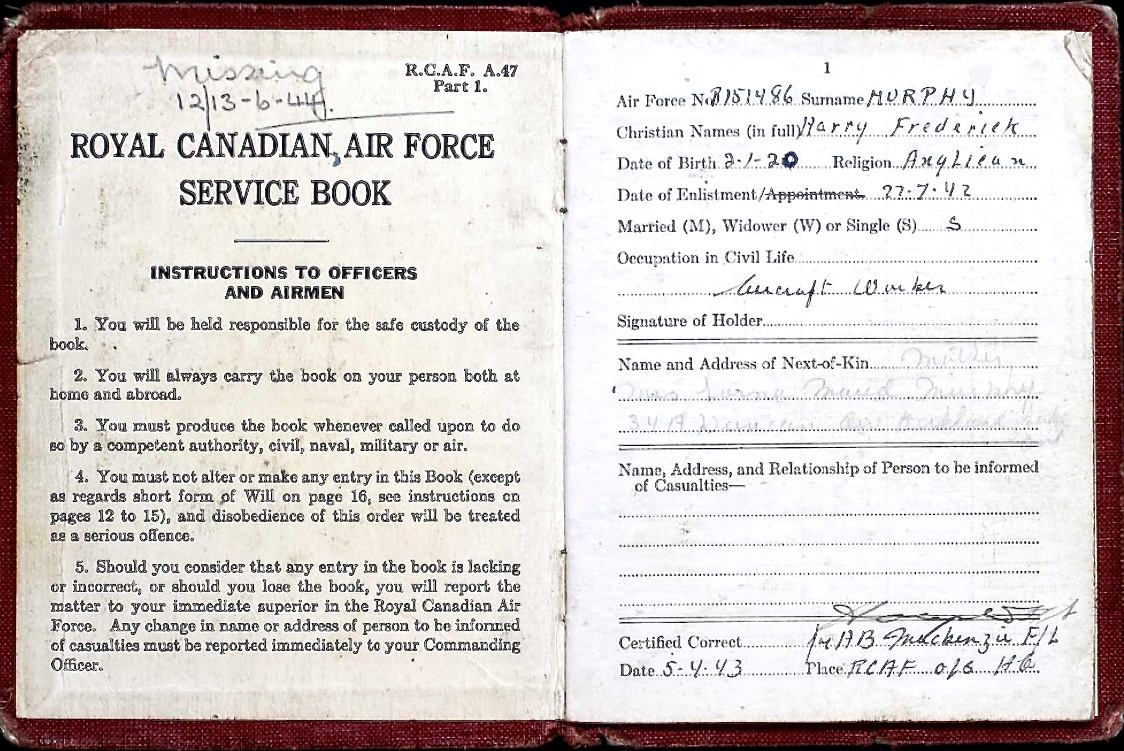 Missing
12/13-6-44.
R.C.A.F. A.47
Part 1.
ROYAL CANADIAN AIR FORCE
SERVICE BOOK
INSTRUCTIONS TO OFFICERS
AND AIRMEN
1. You will be held responsible for the safe custody of the
book.
2. You will always carry the book on your person both at
home and abroad.
3. You must produce the book whenever called upon to do
so by a competent authority, civil, naval, military or air.
4. You must not alter or make any entry in this Book (except
as regards short form of Will on page 16, see instructions on
pages 12 to 15), and disobedience of this order will be treated
as a serious offence.
5. Should you consider that any entry in the book is lacking
or incorrect, or should you lose the book, you will report the
matter to your immediate superior in the Royal Canadian Air
Force. Any change in name or address of person to be informed
of casualties must be reported immediately to your Commanding
Officer.
1
Air Force No R151486 Surname MURPHY
Christian Names (in full) Harry Frederick
Date of Birth 2-1-20 Religion Anglican
Date of Enlistment/Appointment 22-7-42
Married (M), Widower (W) or Single (S) S
Occupation in Civil Life
Aircraft Worker
Signature of Holder
Name and Address of Next-of-Kin Mother
Mrs Maud Murphy
34A
Name, Address, and Relationship of Person to be informed
of Casualties—
Certified Correct for AB Mackenzie F/L
Date 5-4-43 Place RCAF o/s H.Q.